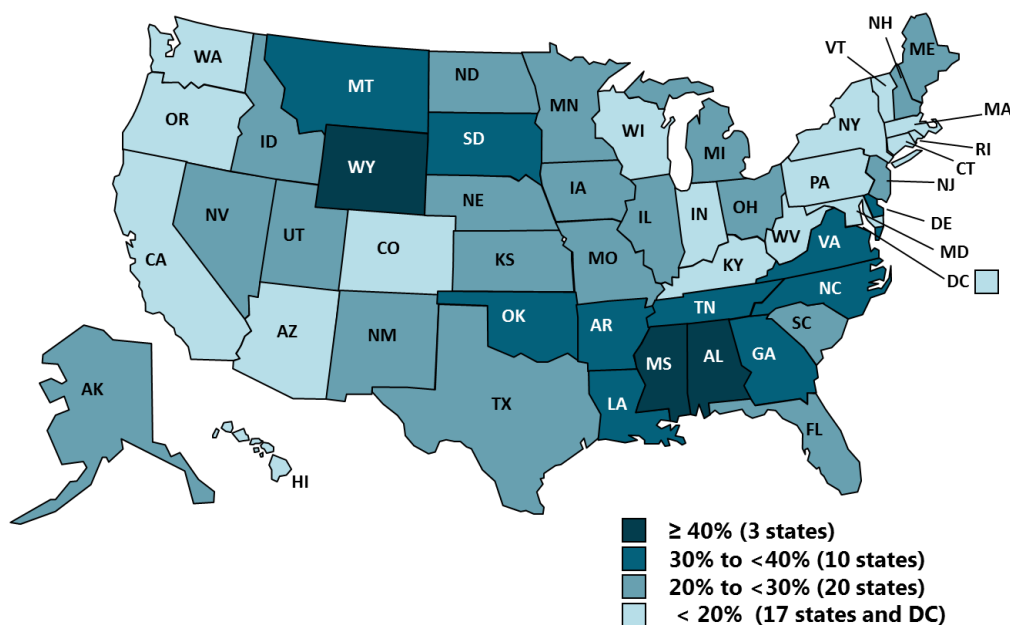 NH
VT
ME
WA
MT
ND
MN
OR
ID
SD
WI
NY
MA
RI
CT
WY
MI
PA
NJ
IA
NE
NV
UT
IL
IN
OH
DE
CA
CO
KS
MO
WV
VA
MD
KY
DC
NC
TN
OK
AR
SC
AZ
NM
MS
AL
GA
AK
LA
TX
FL
HI
≥ 40% (3 states)
30% to <40% (10 states)
20% to <30% (20 states)
< 20% (17 states and DC)